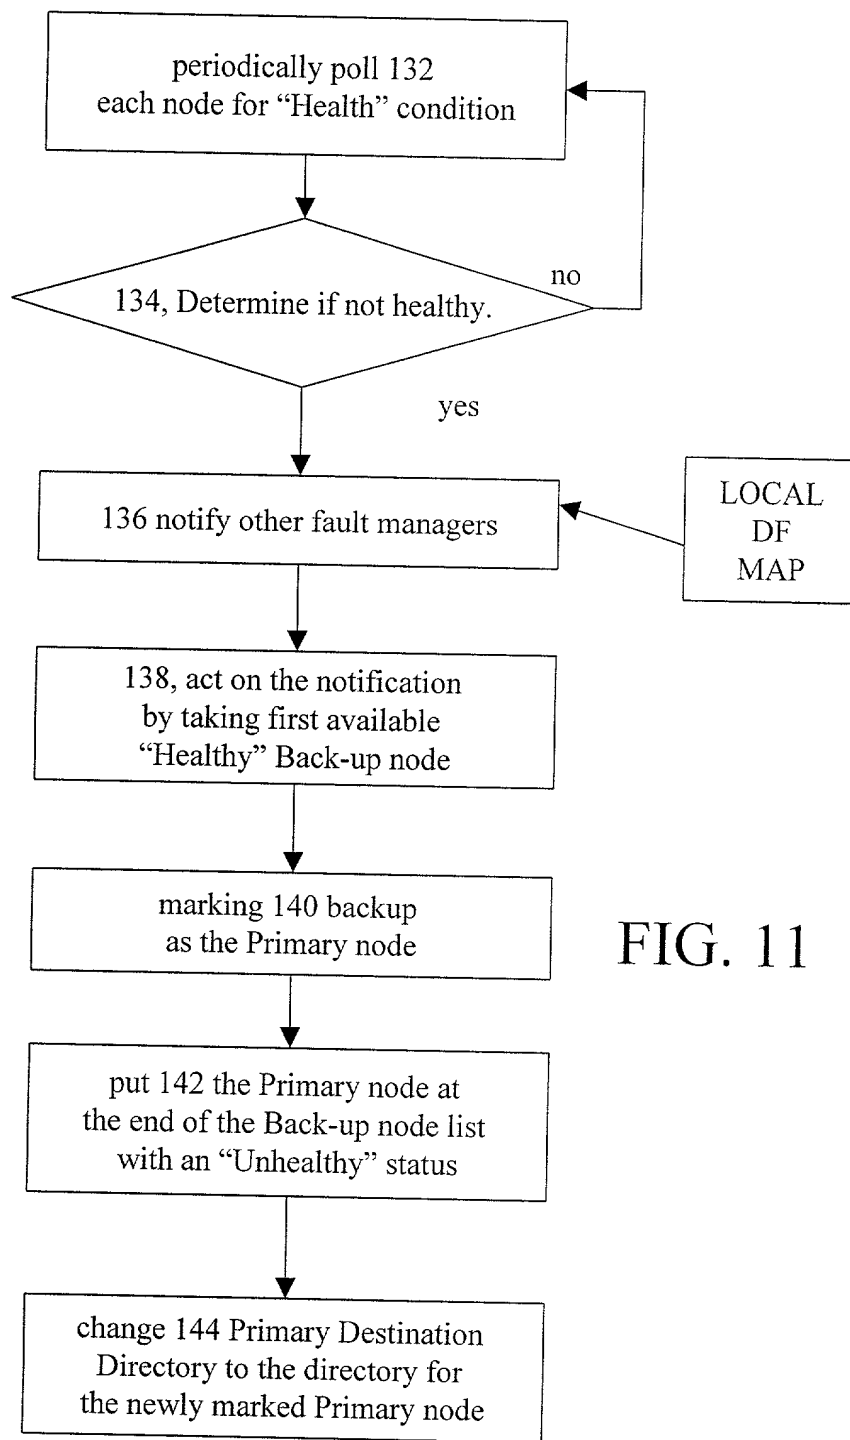 periodically poll 132
each node for “Health” condition
no
134, Determine if not healthy.
yes
136 notify other fault managers
LOCAL
DF
MAP
138, act on the notification
by taking first available
“Healthy” Back-up node
marking 140 backup
as the Primary node
FIG. 11
put 142 the Primary node at
the end of the Back-up node list
with an “Unhealthy” status
change 144 Primary Destination
Directory to the directory for
the newly marked Primary node